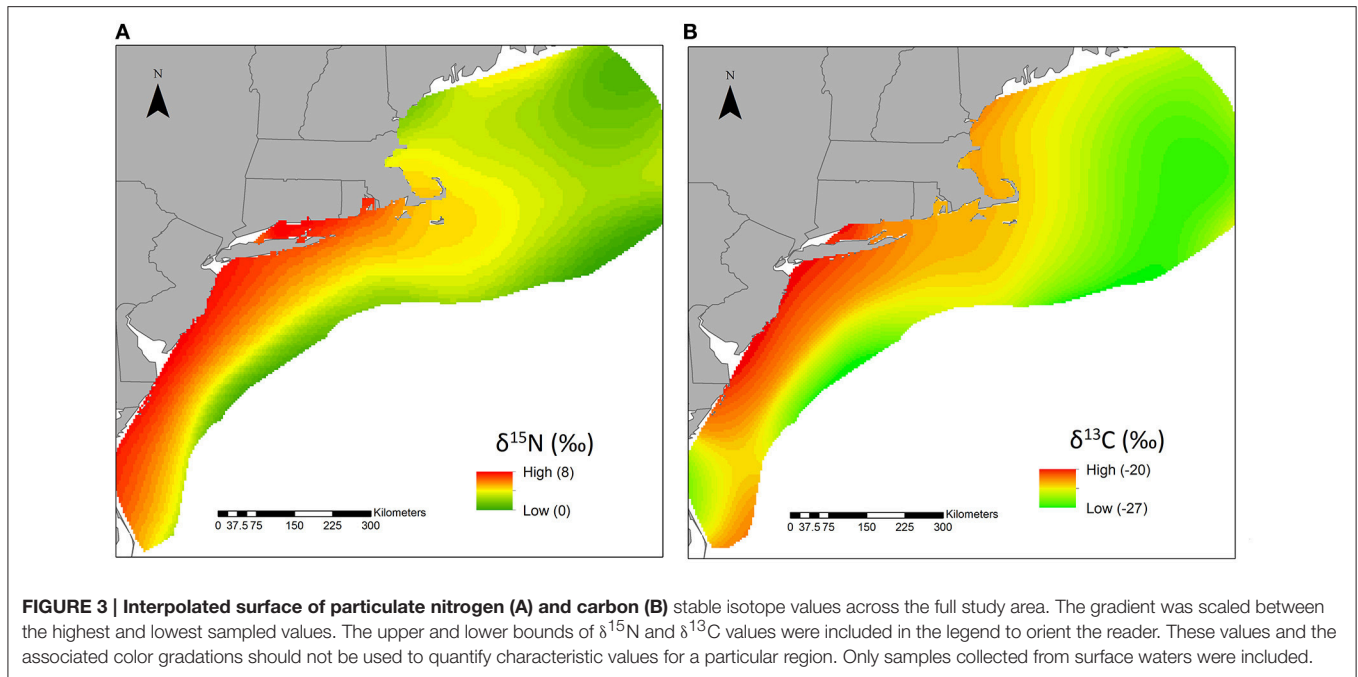 A
B
N
N
δ15N (‰)
High (8)
Low (0)
Kilometers
0 37.5 75 150 225 300
δ13C (‰)
High (-20)
Low (-27)
Kilometers
0 37.5 75 150 225 300
FIGURE 3 | Interpolated surface of particulate nitrogen (A) and carbon (B) stable isotope values across the full study area. The gradient was scaled between
the highest and lowest sampled values. The upper and lower bounds of δ15N and δ13C values were included in the legend to orient the reader. These values and the
associated color gradations should not be used to quantify characteristic values for a particular region. Only samples collected from surface waters were included.